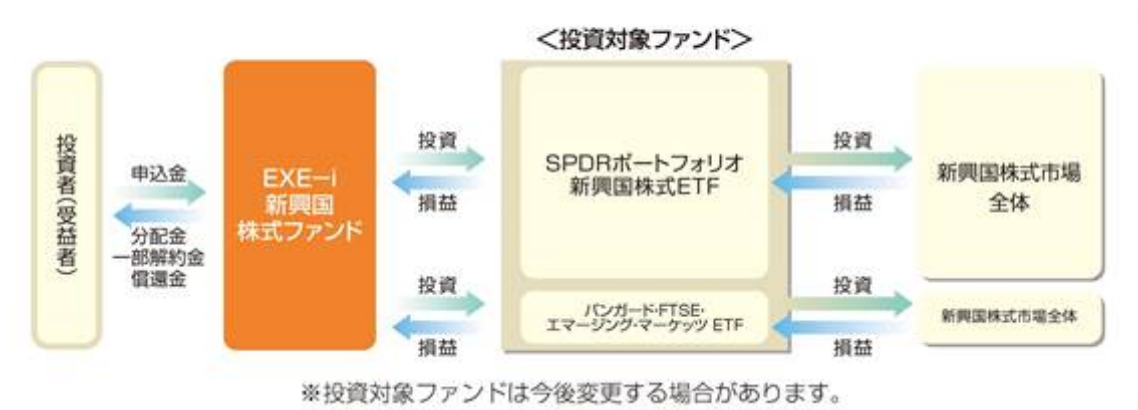 ＜投資対象ファンド＞
投資者（受益者）
申込金
分配金
一部解約金
償還金
EXE－i
新興国
株式ファンド
投資
損益
投資
損益
SPDRポートフォリオ
新興国株式ETF
バンガード・FTSE・
エマージング・マーケッツ ETF
投資
損益
投資
損益
新興国株式市場
全体
新興国株式市場全体
※投資対象ファンドは今後変更する場合があります。